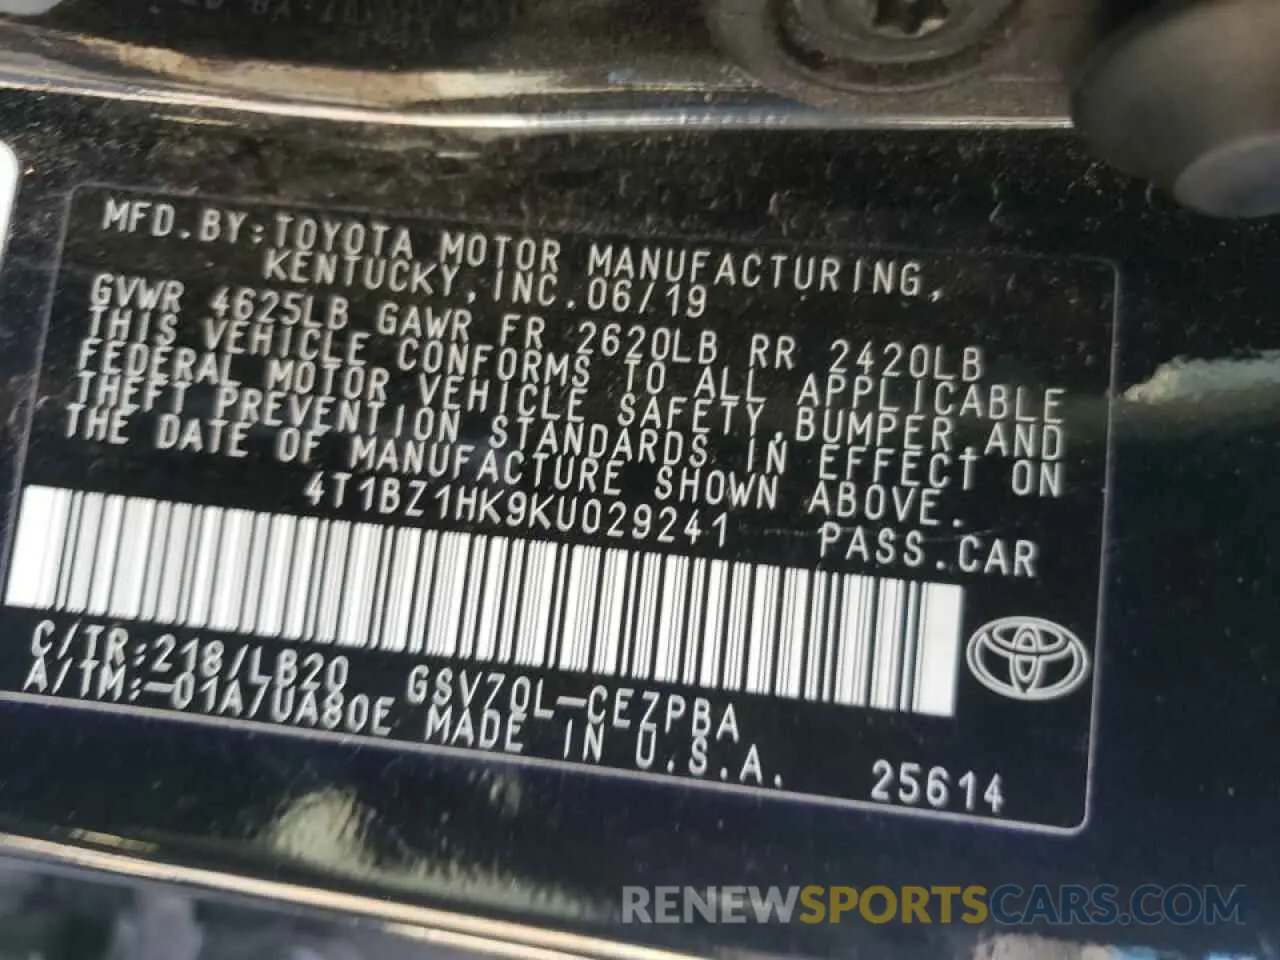 MFD.BY:TOYOTA MOTOR MANUFACTURING,
KENTUCKY,INC.06/19
GVWR 4625LB GAWR FR 2620LB RR 2420LB
THIS VEHICLE CONFORMS TO ALL APPLICABLE
FEDERAL MOTOR VEHICLE SAFETY,BUMPER,AND
THEFT PREVENTION STANDARDS IN EFFECT ON
THE DATE OF MANUFACTURE SHOWN ABOVE.
4T1BZ1HK9KU029241 PASS.CAR
C/TR:218/LB20 GSV70L-CEZPBA
A/TM:-01A/UA80E MADE IN U.S.A.
25614
RENEWSPORTSCARS.COM